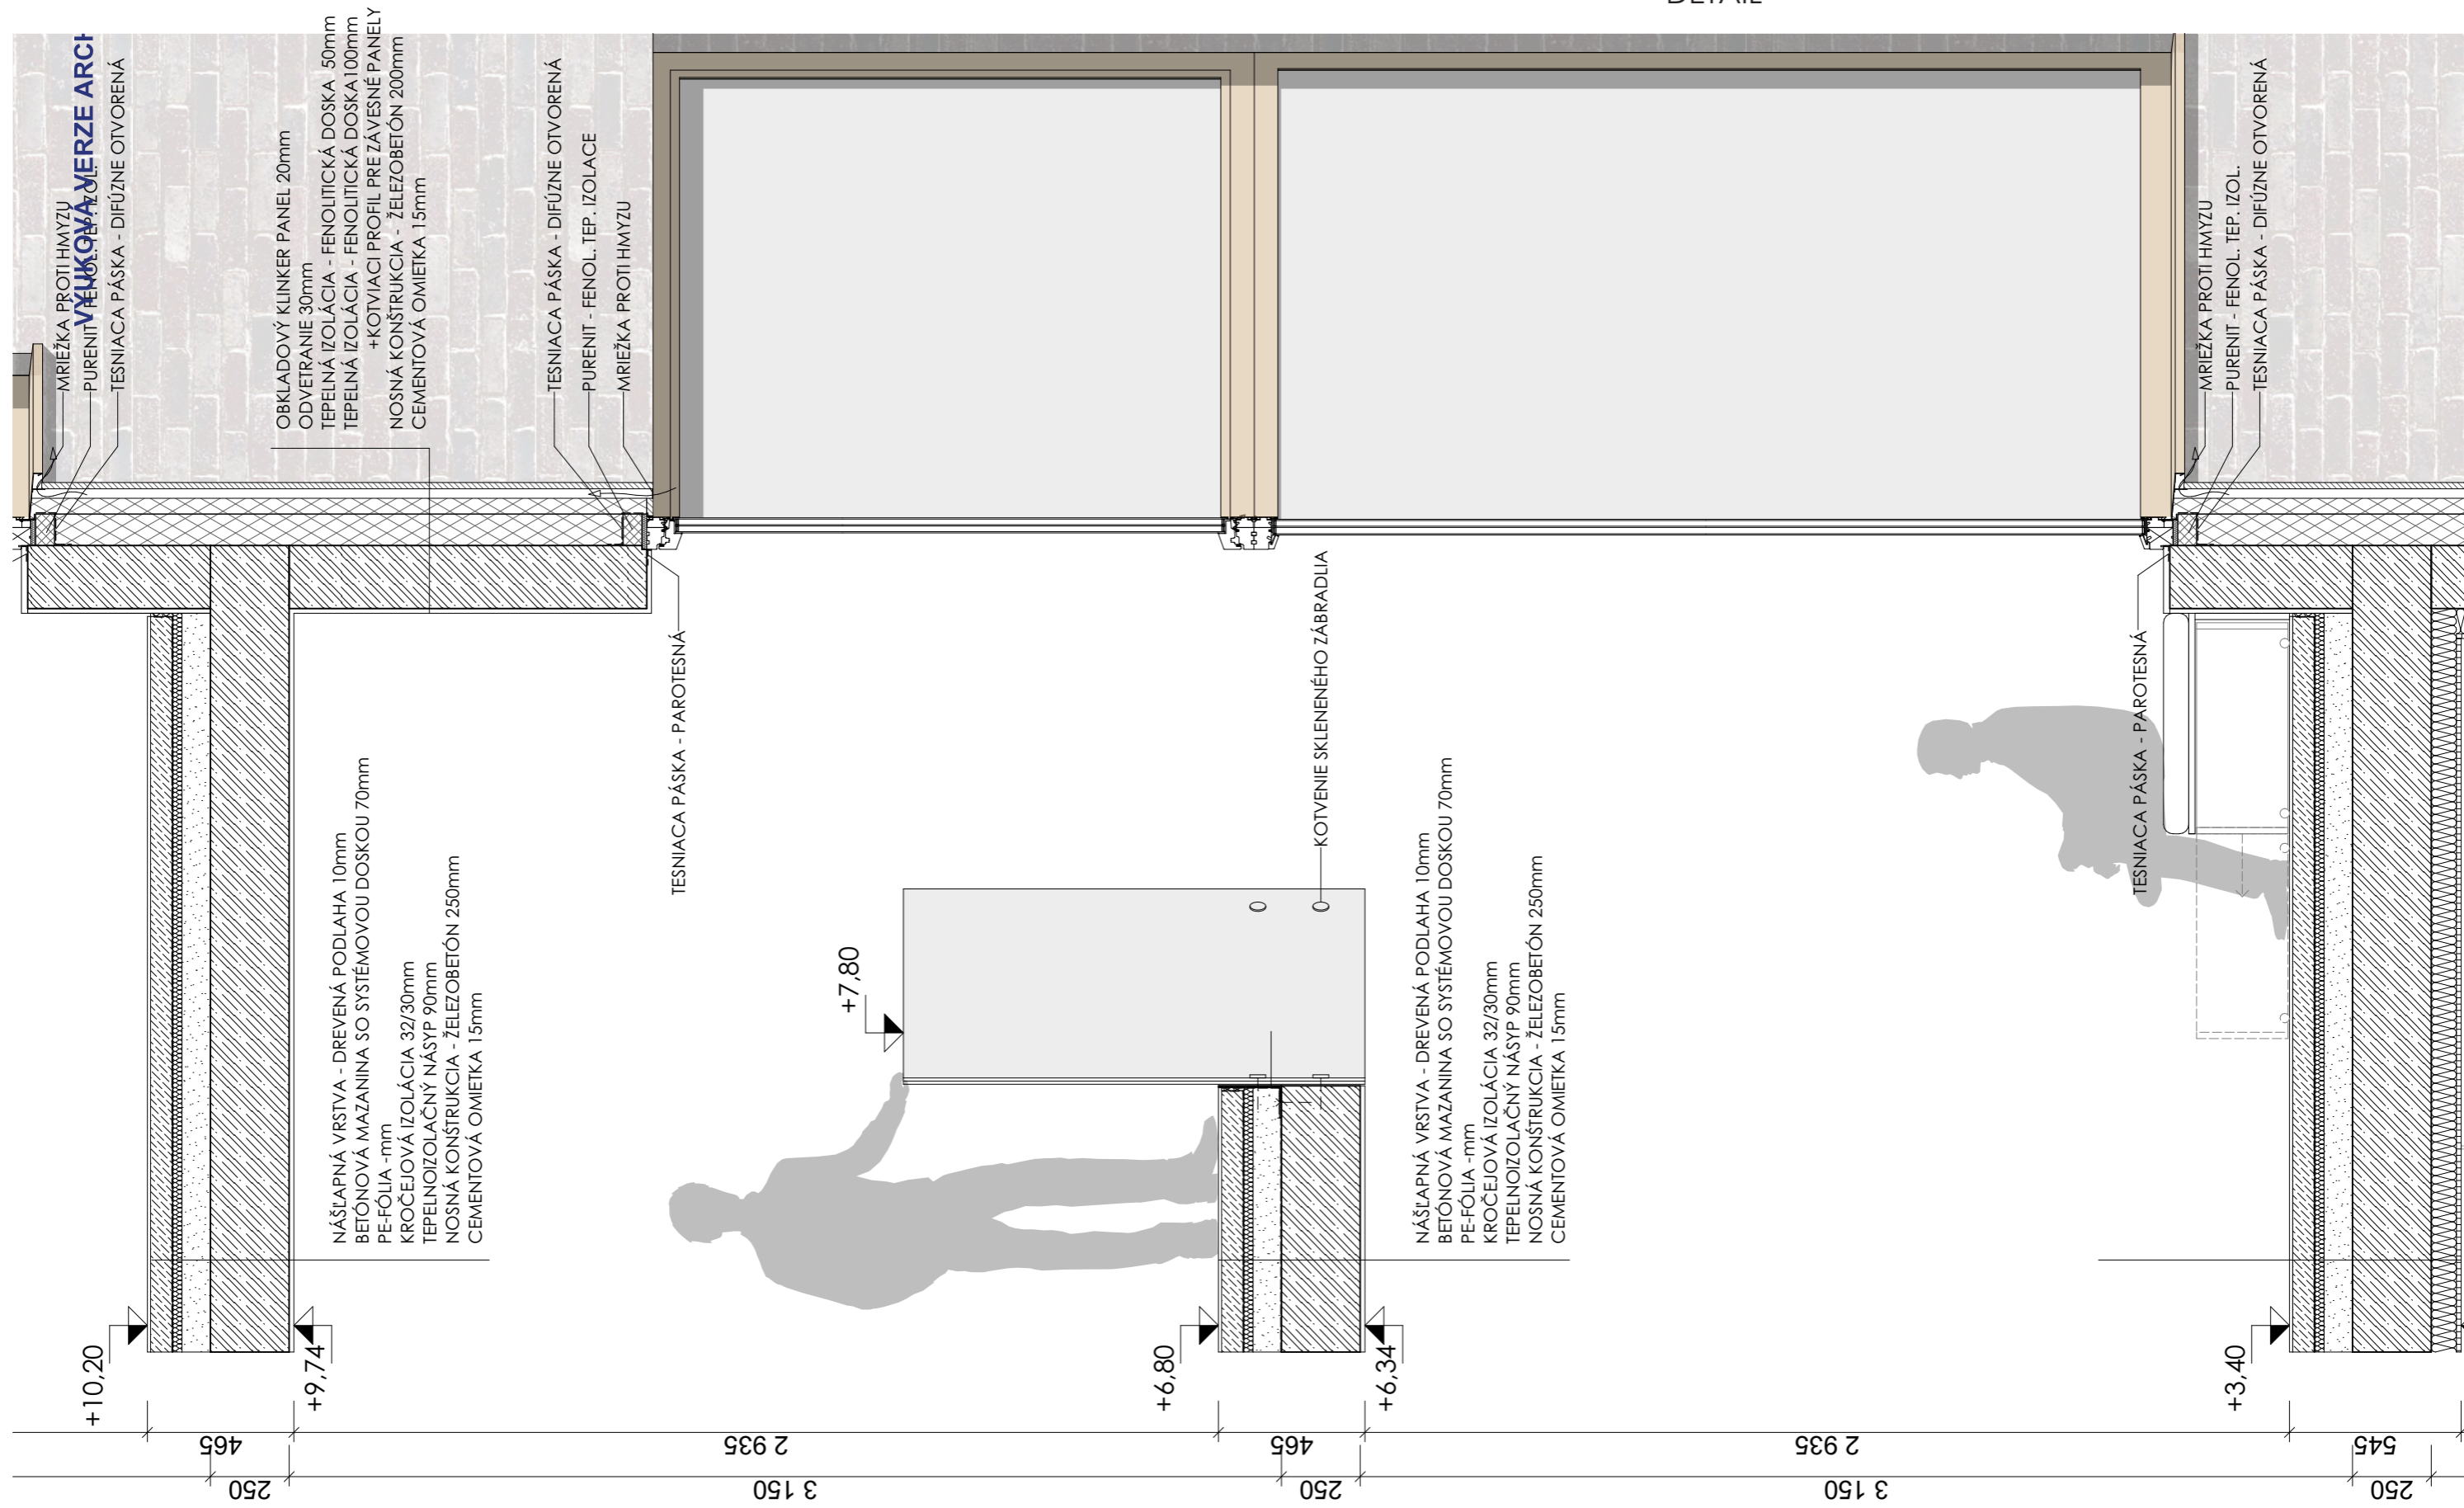 DETAIL
MRIEŽKA PROTI HMYZU
VÝUKOVÁ VERZE
PURENIT - FENOL. TEP. IZOL.
TESNIACA PÁSKA - DIFÚZNE OTVORENÁ
OBKLADOVÝ KLINKER PANEL 20mm
ODVETRANIE 30mm
TEPELNÁ IZOLÁCIA - FENOLITICKÁ DOSKA 50mm
TEPELNÁ IZOLÁCIA - FENOLITICKÁ DOSKA100mm
+KOTVIACI PROFIL PRE ZÁVESNÉ PANELY
NOSNÁ KONŠTRUKCIA - ŽELEZOBETÓN 200mm
CEMENTOVÁ OMIETKA 15mm
TESNIACA PÁSKA - DIFÚZNE OTVORENÁ
PURENIT - FENOL. TEP. IZOLACE
MRIEŽKA PROTI HMYZU
+10,20
+9,74
465
250
NÁŠĽAPNÁ VRSTVA - DREVENÁ PODLAHA 10mm
BETÓNOVÁ MAZANINA SO SYSTÉMOVOU DOSKOU 70mm
PE-FÓLIA -mm
KROČEJOVÁ IZOLÁCIA 32/30mm
TEPELNOIZOLAČNÝ NÁSYP 90mm
NOSNÁ KONŠTRUKCIA - ŽELEZOBETÓN 250mm
CEMENTOVÁ OMIETKA 15mm
TESNIACA PÁSKA - PAROTESNÁ
2 935
3 150
+7,80
+6,80
+6,34
465
250
KOTVENIE SKLENENÉHO ZÁBRADLIA
NÁŠĽAPNÁ VRSTVA - DREVENÁ PODLAHA 10mm
BETÓNOVÁ MAZANINA SO SYSTÉMOVOU DOSKOU 70mm
PE-FÓLIA -mm
KROČEJOVÁ IZOLÁCIA 32/30mm
TEPELNOIZOLAČNÝ NÁSYP 90mm
NOSNÁ KONŠTRUKCIA - ŽELEZOBETÓN 250mm
CEMENTOVÁ OMIETKA 15mm
2 935
3 150
TESNIACA PÁSKA - PAROTESNÁ
MRIEŽKA PROTI HMYZU
PURENIT - FENOL. TEP. IZOL.
TESNIACA PÁSKA - DIFÚZNE OTVORENÁ
+3,40
545
250